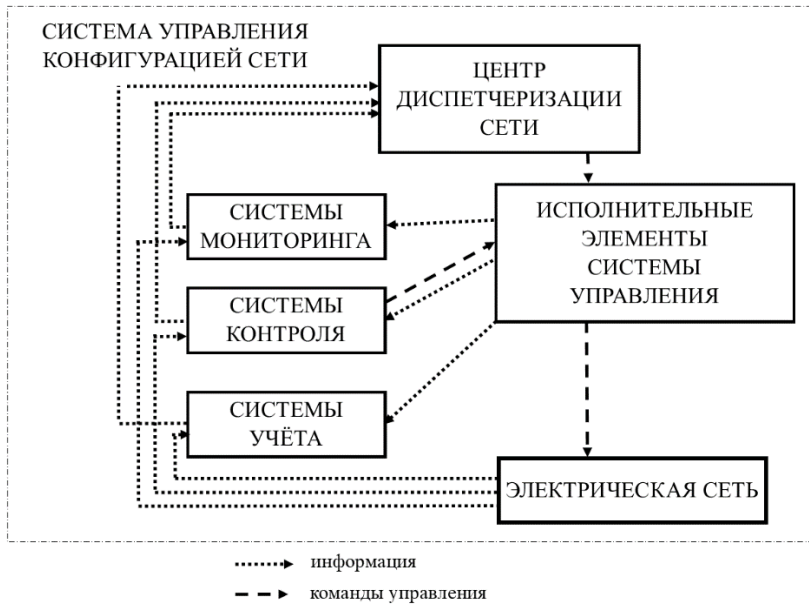 СИСТЕМА УПРАВЛЕНИЯ
КОНФИГУРАЦИЕЙ СЕТИ
ЦЕНТР
ДИСПЕТЧЕРИЗАЦИИ
СЕТИ
СИСТЕМЫ
МОНИТОРИНГА
ИСПОЛНИТЕЛЬНЫЕ
ЭЛЕМЕНТЫ
СИСТЕМЫ
УПРАВЛЕНИЯ
СИСТЕМЫ
КОНТРОЛЯ
СИСТЕМЫ
УЧЁТА
ЭЛЕКТРИЧЕСКАЯ СЕТЬ
информация
команды управления